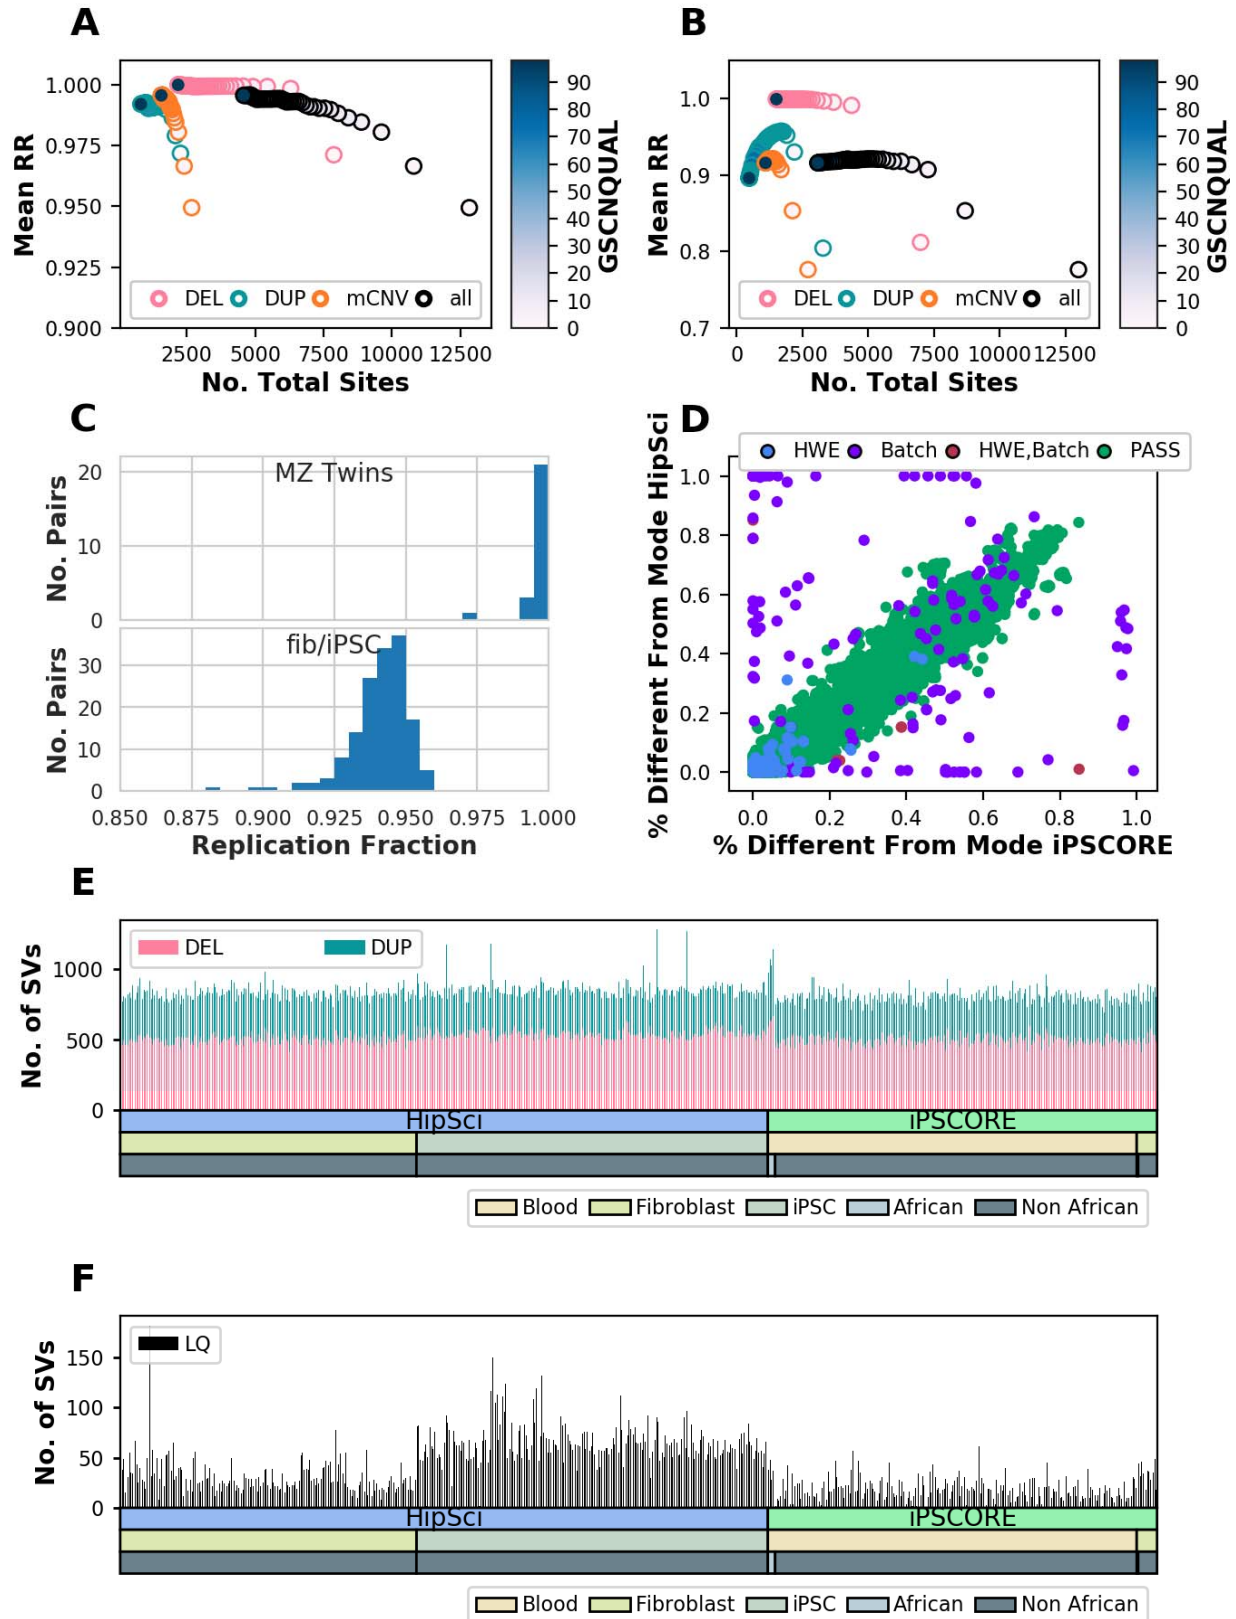 A
Mean RR
1.000
0.975
0.950
0.925
0.900
2500 5000 7500 10000 12500
No. Total Sites
DEL DUP mCNV all
90
80
70
60
50
40
30
20
10
0
GSCNQUAL
B
Mean RR
1.0
0.9
0.8
0.7
0 2500 5000 7500 10000 12500
No. Total Sites
DEL DUP mCNV all
90
80
70
60
50
40
30
20
10
0
GSCNQUAL
C
MZ Twins
No. Pairs
20
10
0
fib/iPSC
No. Pairs
30
20
10
0
0.850 0.875 0.900 0.925 0.950 0.975 1.000
Replication Fraction
D
HWE Batch HWE,Batch PASS
% Different From Mode HipSci
1.0
0.8
0.6
0.4
0.2
0.0
0.0 0.2 0.4 0.6 0.8 1.0
% Different From Mode iPSCORE
E
No. of SVs
DEL DUP
1000
500
0
HipSci iPSCORE
Blood Fibroblast iPSC African Non African
F
No. of SVs
LQ
150
100
50
0
HipSci iPSCORE
Blood Fibroblast iPSC African Non African